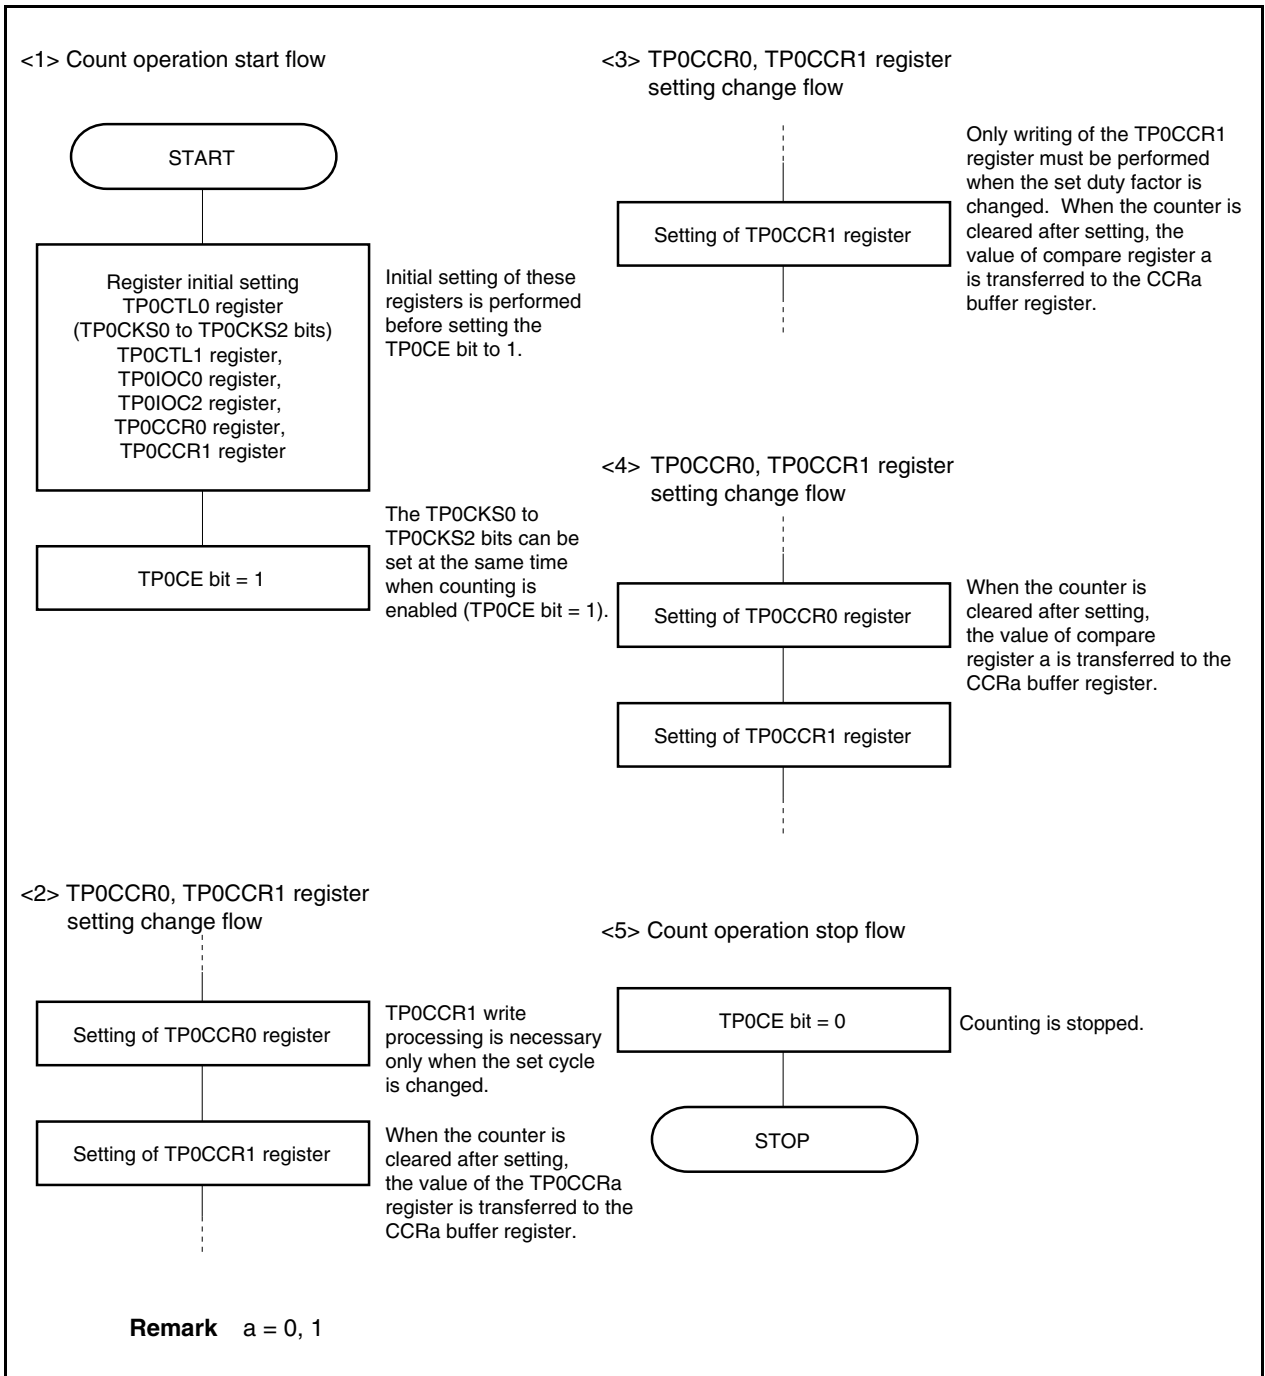 <1> Count operation start flow
START
Register initial setting
TP0CTL0 register
(TP0CKS0 to TP0CKS2 bits)
TP0CTL1 register,
TP0IOC0 register,
TP0IOC2 register,
TP0CCR0 register,
TP0CCR1 register
Initial setting of these
registers is performed
before setting the
TP0CE bit to 1.
TP0CE bit = 1
The TP0CKS0 to
TP0CKS2 bits can be
set at the same time
when counting is
enabled (TP0CE bit = 1).
<2> TP0CCR0, TP0CCR1 register
setting change flow
Setting of TP0CCR0 register
TP0CCR1 write
processing is necessary
only when the set cycle
is changed.
Setting of TP0CCR1 register
When the counter is
cleared after setting,
the value of the TP0CCRa
register is transferred to the
CCRa buffer register.
<3> TP0CCR0, TP0CCR1 register
setting change flow
Setting of TP0CCR1 register
Only writing of the TP0CCR1
register must be performed
when the set duty factor is
changed. When the counter is
cleared after setting, the
value of compare register a
is transferred to the CCRa
buffer register.
<4> TP0CCR0, TP0CCR1 register
setting change flow
Setting of TP0CCR0 register
When the counter is
cleared after setting,
the value of compare
register a is transferred to the
CCRa buffer register.
Setting of TP0CCR1 register
<5> Count operation stop flow
TP0CE bit = 0
Counting is stopped.
STOP
Remark a = 0, 1